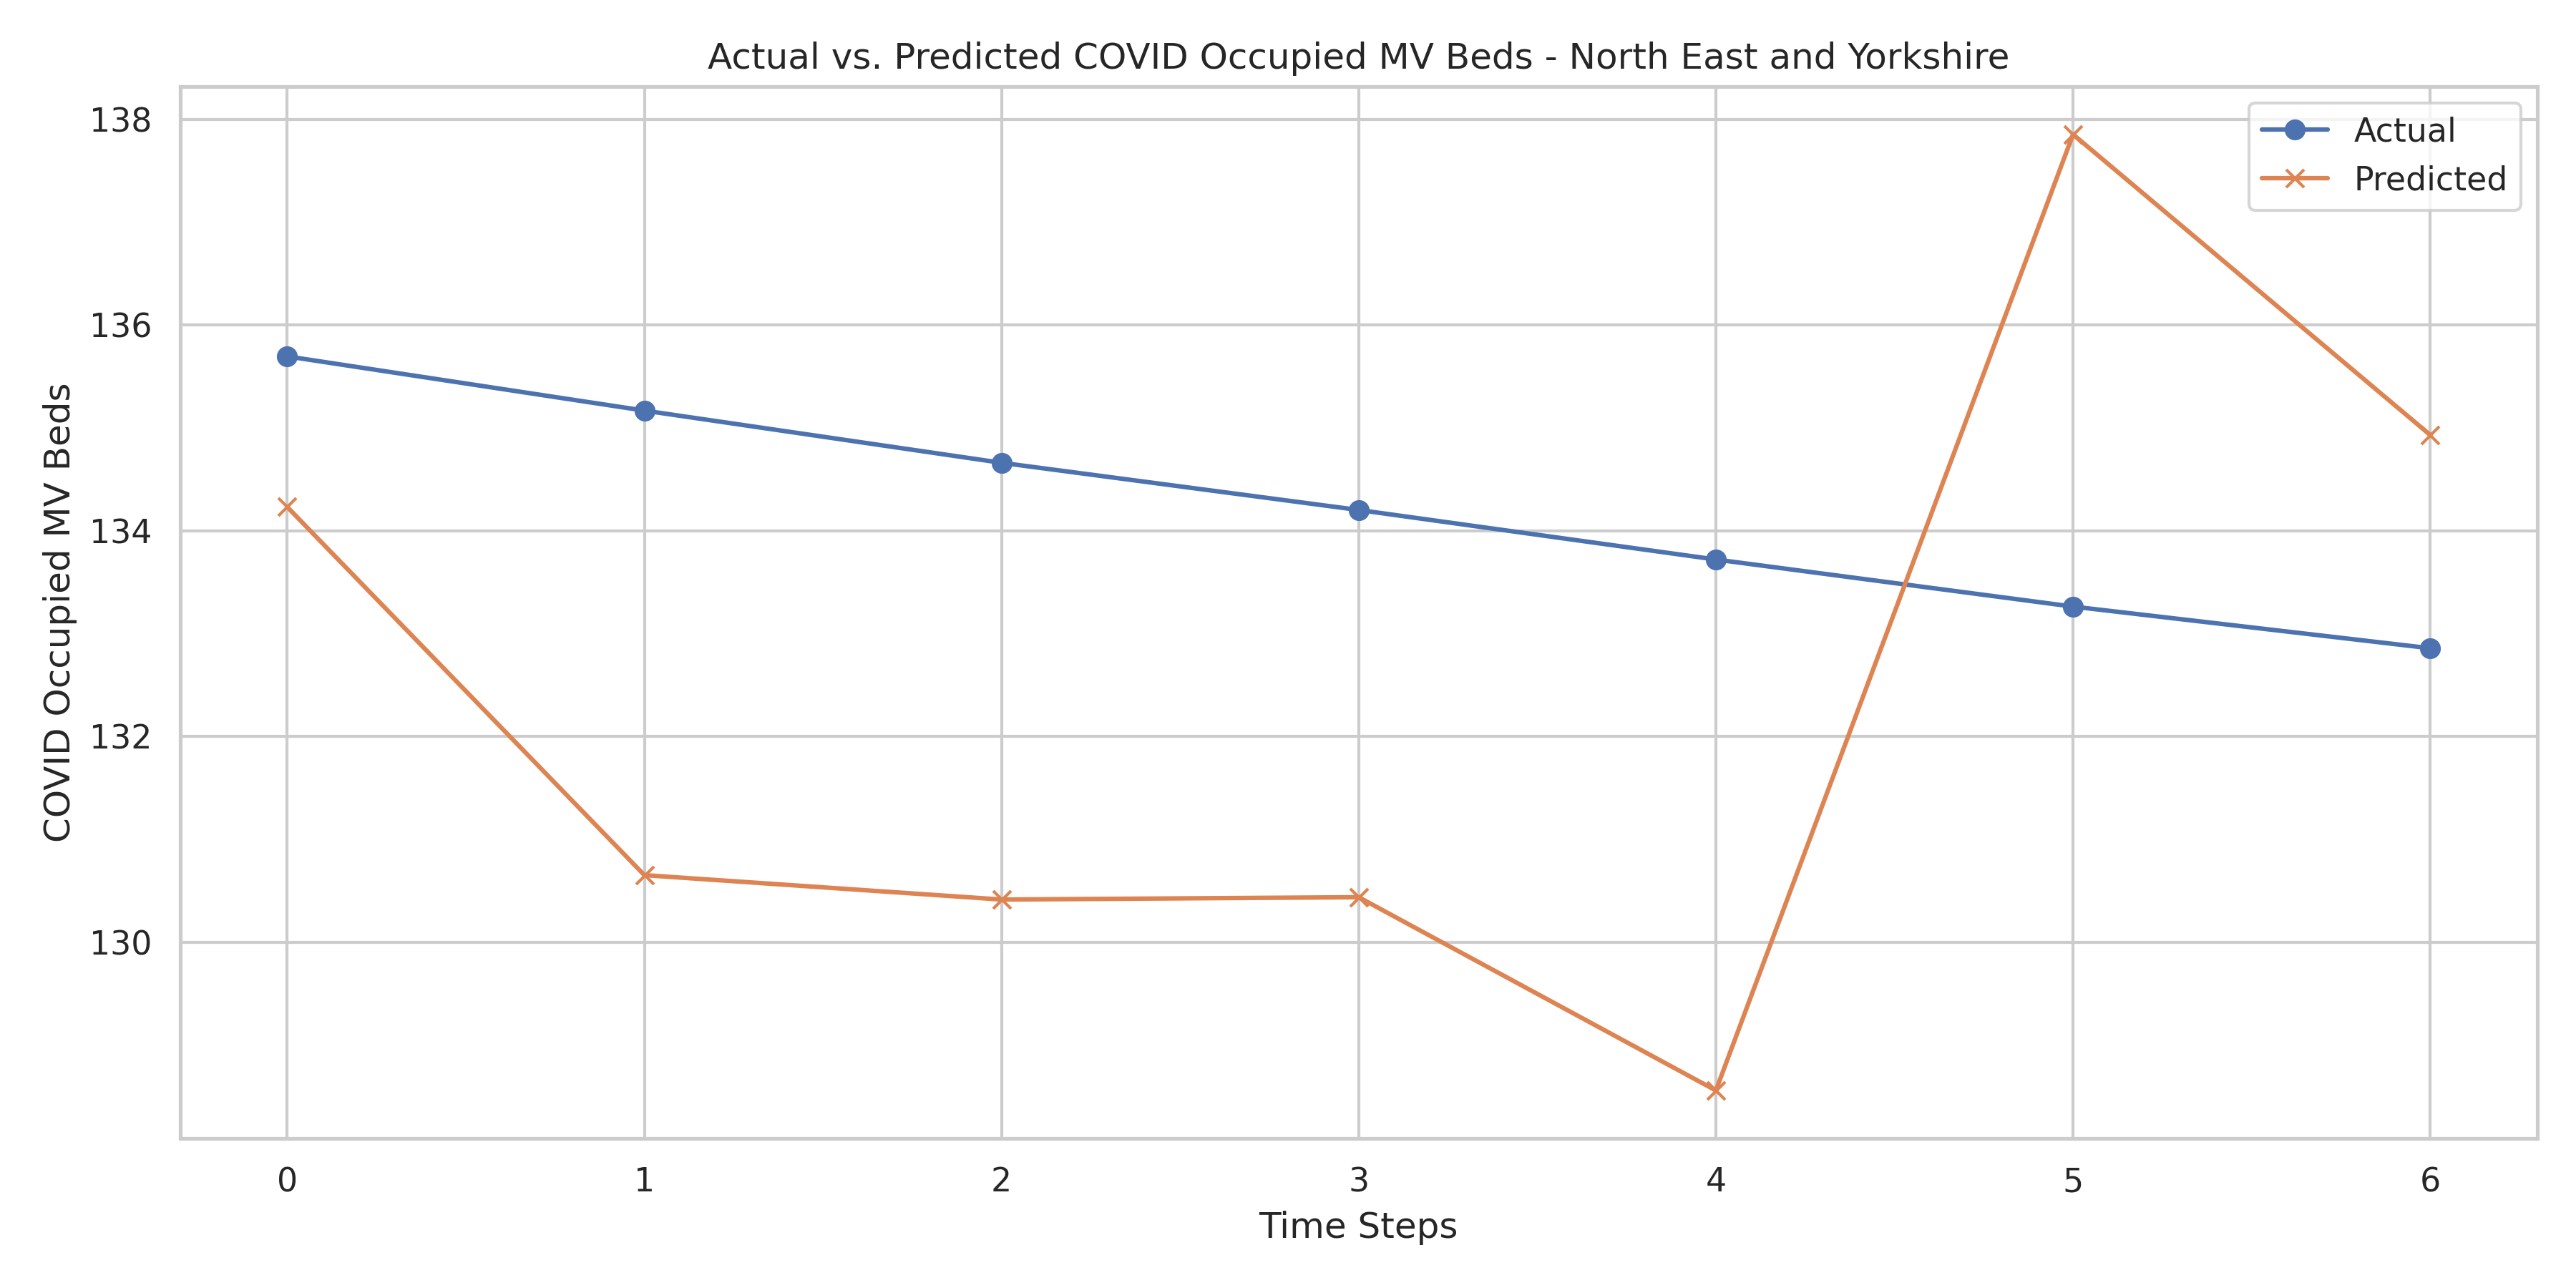 Actual vs. Predicted COVID Occupied MV Beds - North East and Yorkshire
138
136
134
132
130
COVID Occupied MV Beds
Actual
Predicted
0 1 2 3 4 5 6
Time Steps